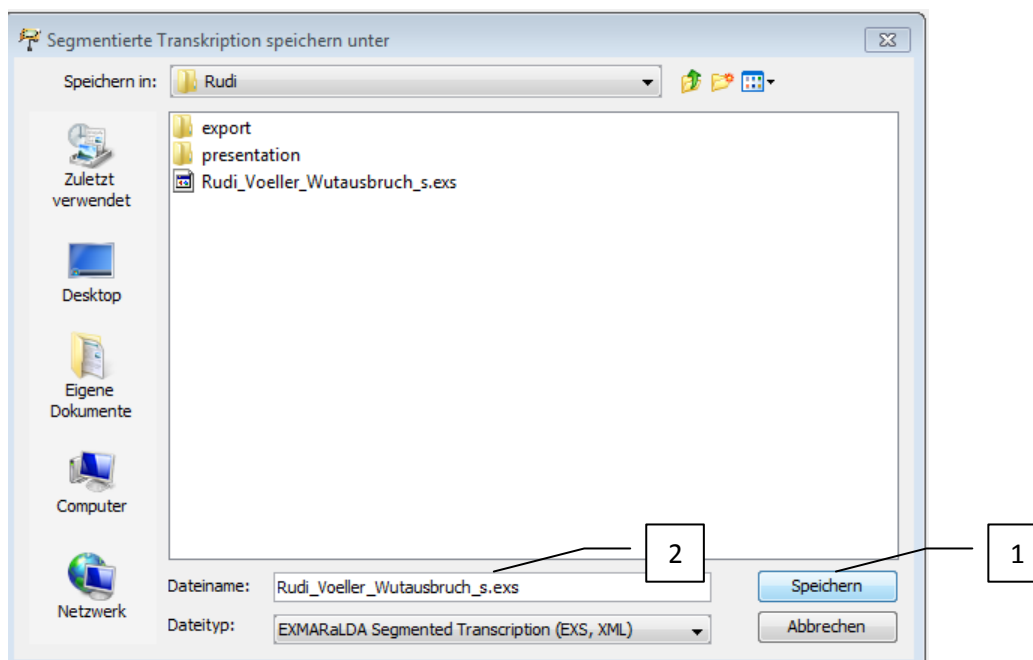 Segmentierte Transkription speichern unter
Speichern in: Rudi
export
presentation
Rudi_Voeller_Wutausbruch_s.exs
Zuletzt
verwendet
Desktop
Eigene
Dokumente
Computer
Netzwerk
2
1
Dateiname: Rudi_Voeller_Wutausbruch_s.exs Speichern
Dateityp: EXMARaLDA Segmented Transcription (EXS, XML) Abbrechen